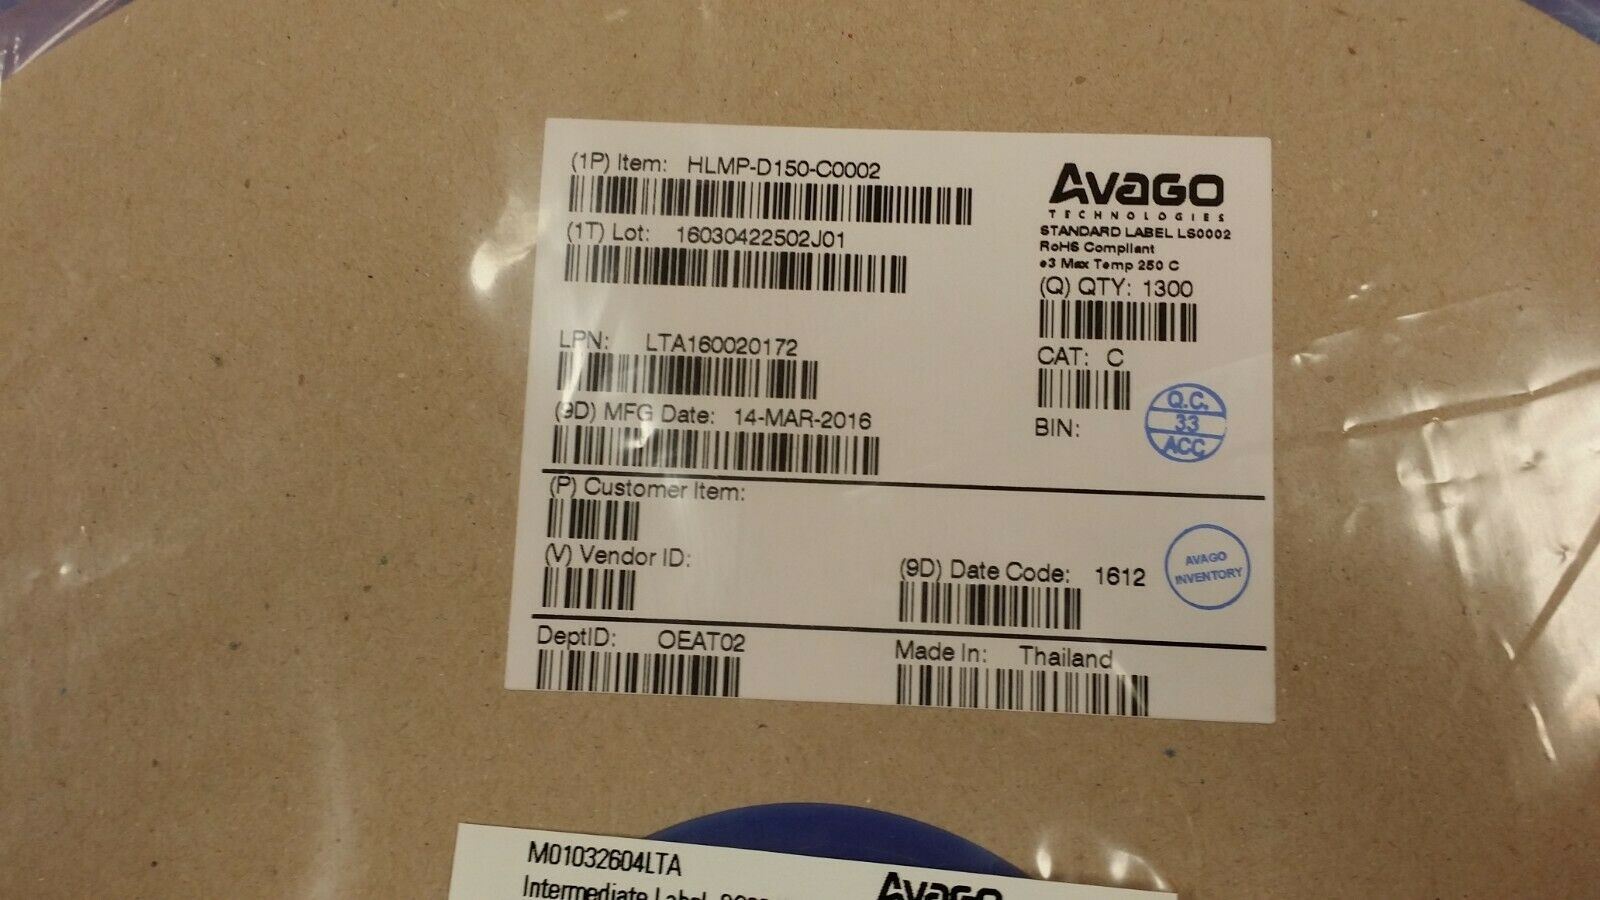 (1P) Item: HLMP-D150-C0002
(1T) Lot: 16030422502J01
LPN: LTA160020172
(9D) MFG Date: 14-MAR-2016
AVAGO
TECHNOLOGIES
STANDARD LABEL LS0002
RoHS Compliant
e3 Max Temp 250 C
(Q) QTY: 1300
CAT: C
BIN:
Q.C.
33
ACC
(P) Customer Item:
(V) Vendor ID:
(9D) Date Code: 1612
AVAGO
INVENTORY
DeptID: OEAT02
Made In: Thailand
M01032604LTA
Intermediate Label
AVAGO